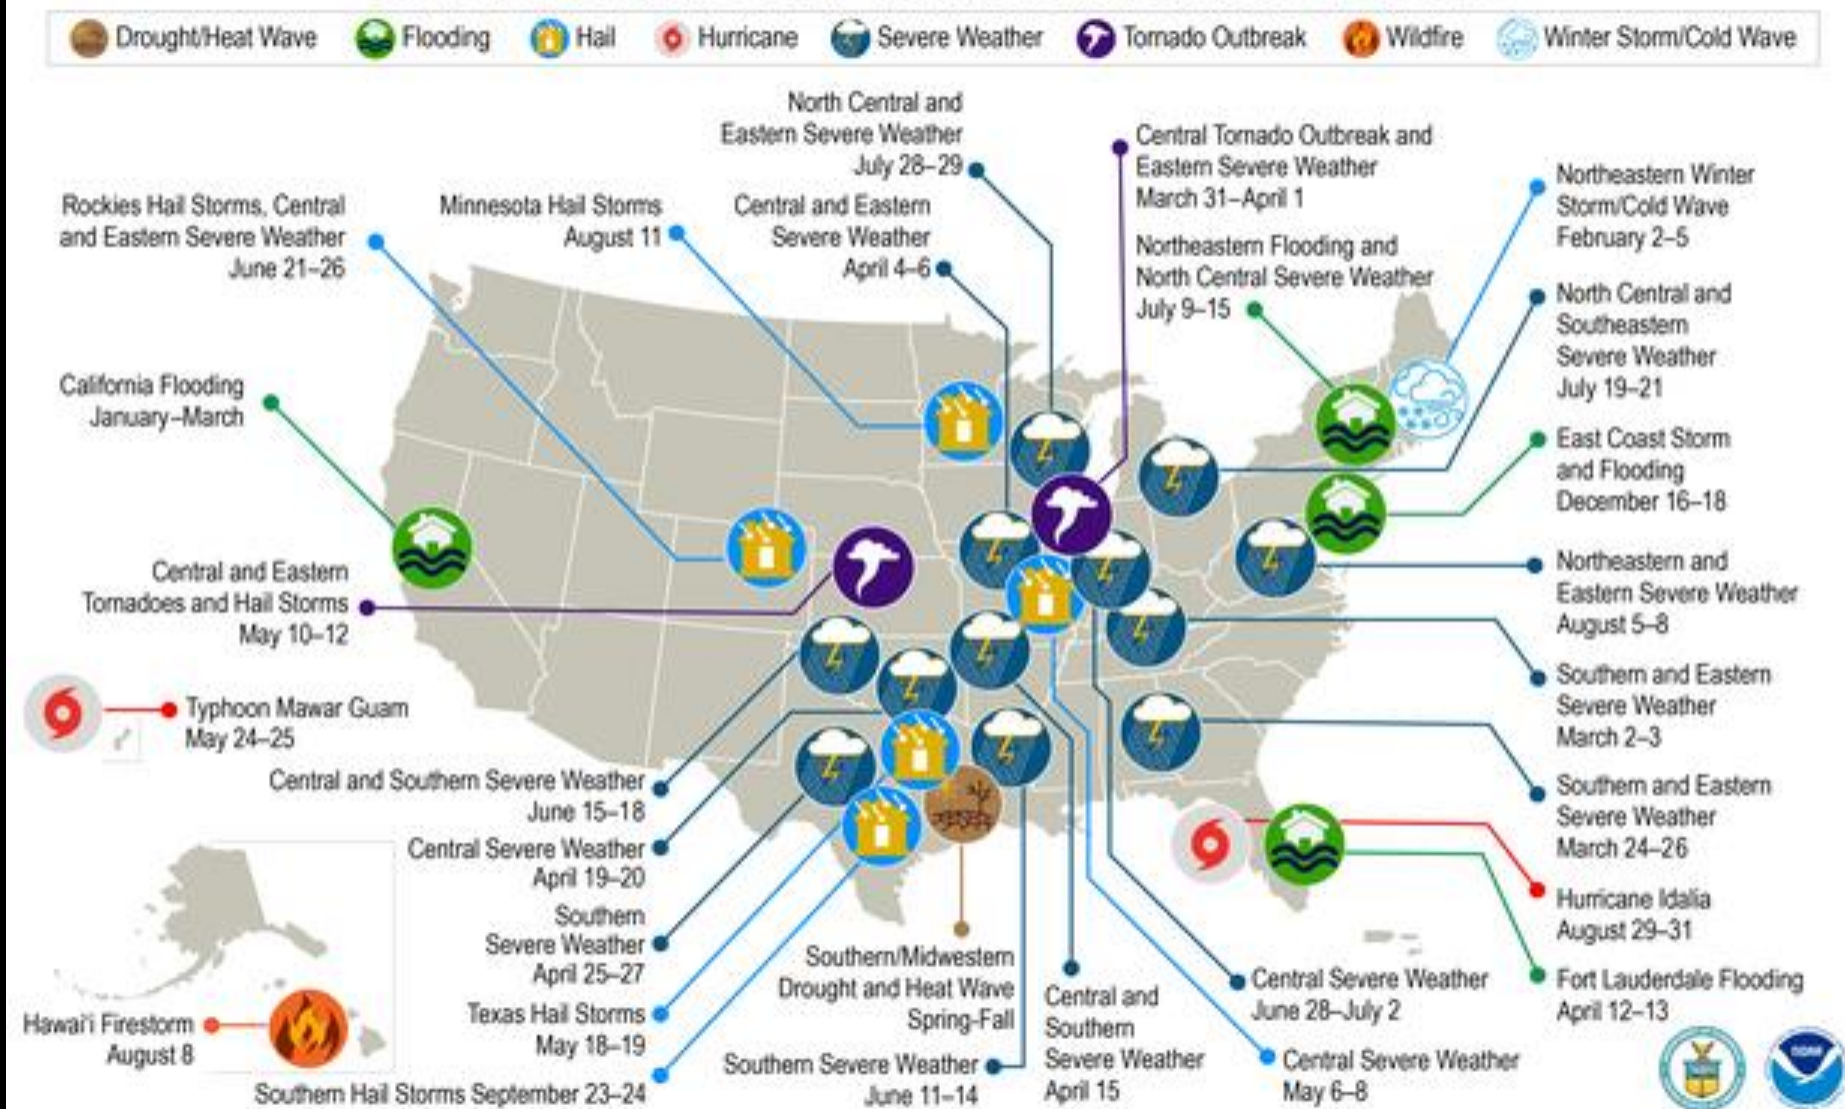 Drought/Heat Wave
Flooding
Hail
Hurricane
Severe Weather
Tornado Outbreak
Wildfire
Winter Storm/Cold Wave
North Central and
Eastern Severe Weather
July 28–29
Central Tornado Outbreak and
Eastern Severe Weather
March 31–April 1
Northeastern Winter
Storm/Cold Wave
February 2–5
Rockies Hail Storms, Central
and Eastern Severe Weather
June 21–26
Minnesota Hail Storms
August 11
Central and Eastern
Severe Weather
April 4–6
Northeastern Flooding and
North Central Severe Weather
July 9–15
North Central and
Southeastern
Severe Weather
July 19–21
California Flooding
January–March
East Coast Storm
and Flooding
December 16–18
Central and Eastern
Tornadoes and Hail Storms
May 10–12
Northeastern and
Eastern Severe Weather
August 5–8
Typhoon Mawar Guam
May 24–25
Southern and Eastern
Severe Weather
March 2–3
Central and Southern Severe Weather
June 15–18
Southern and Eastern
Severe Weather
March 24–26
Central Severe Weather
April 19–20
Southern
Severe Weather
April 25–27
Hurricane Idalia
August 29–31
Southern/Midwestern
Drought and Heat Wave
Spring-Fall
Central and
Southern
Severe Weather
April 15
Central Severe Weather
June 28–July 2
Fort Lauderdale Flooding
April 12–13
Hawai'i Firestorm
August 8
Texas Hail Storms
May 18–19
Southern Hail Storms September 23–24
Southern Severe Weather
June 11–14
Central Severe Weather
May 6–8